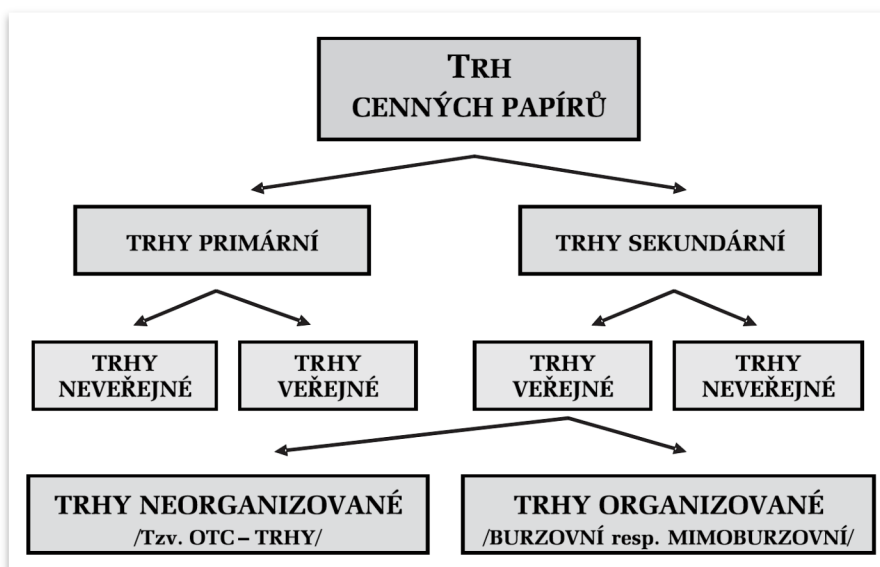 TRH
CENNÝCH PAPÍRŮ
TRHY PRIMÁRNÍ
TRHY SEKUNDÁRNÍ
TRHY
NEVEŘEJNÉ
TRHY
VEŘEJNÉ
TRHY
VEŘEJNÉ
TRHY
NEVEŘEJNÉ
TRHY NEORGANIZOVANÉ
/Tzv. OTC – TRHY/
TRHY ORGANIZOVANÉ
/BURZOVNÍ resp. MIMOBURZOVNÍ/